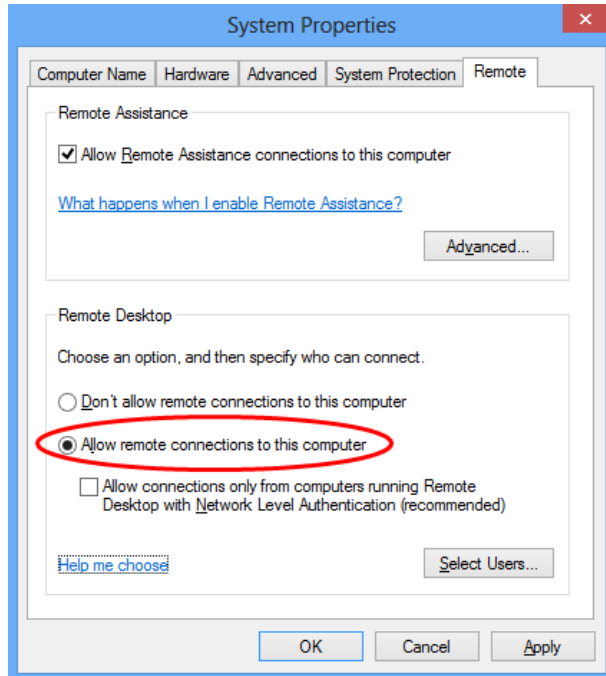 System Properties
Computer Name Hardware Advanced System Protection Remote
Remote Assistance
Allow Remote Assistance connections to this computer
What happens when I enable Remote Assistance?
Advanced...
Remote Desktop
Choose an option, and then specify who can connect.
Don't allow remote connections to this computer
Allow remote connections to this computer
Allow connections only from computers running Remote
Desktop with Network Level Authentication (recommended)
Help me choose Select Users...
OK Cancel Apply